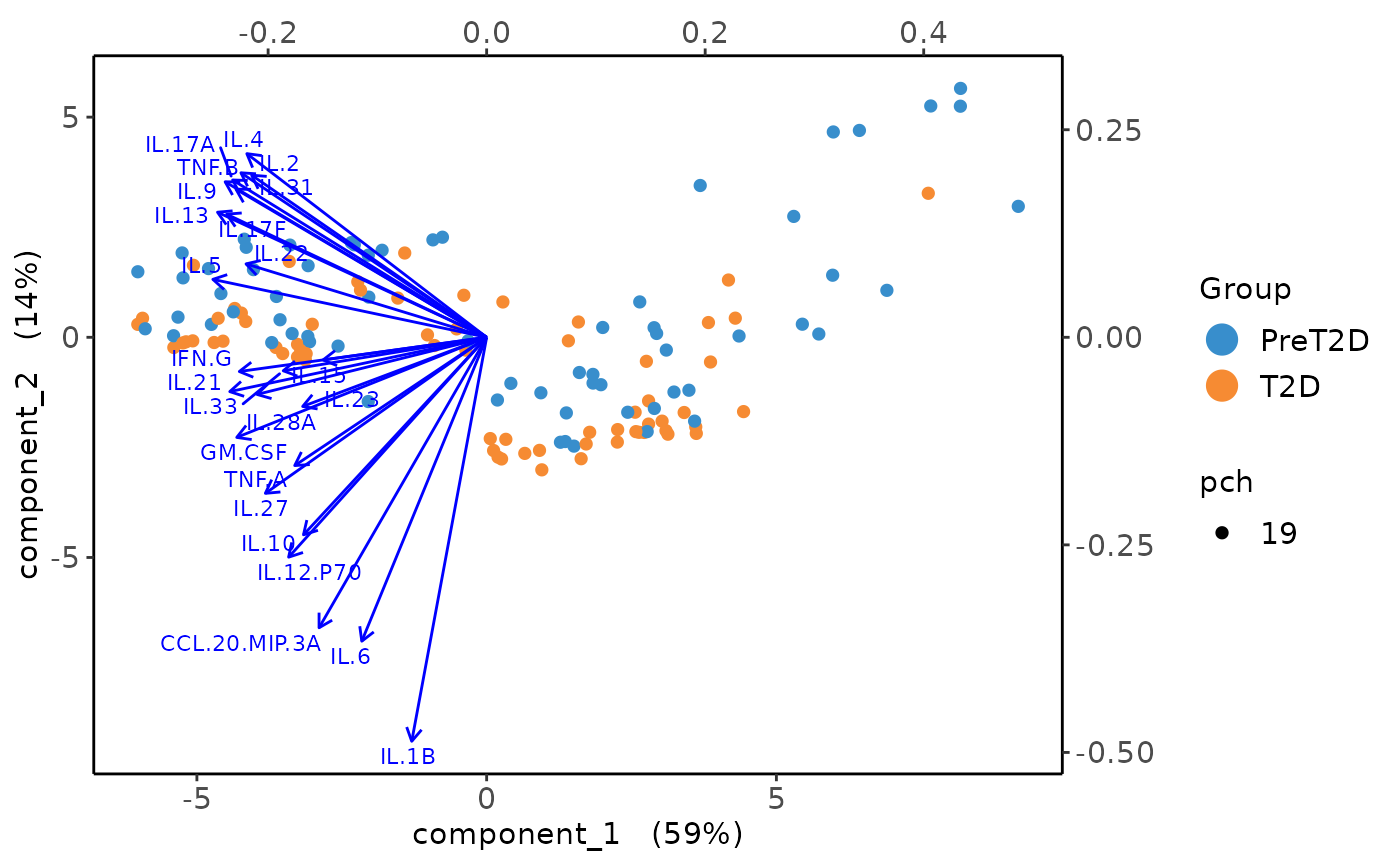 -0.2 0.0 0.2 0.4
5
0
-5
component_2 (14%)
IL.17A
IL.4
TNF.B
IL.2
IL.9
IL.31
IL.13
IL.17F
IL.22
IL.5
IFN.G
IL.15
IL.21
IL.23
IL.33
IL.28A
GM.CSF
TNF.A
IL.27
IL.10
IL.12.P70
CCL.20.MIP.3A
IL.6
IL.1B
0.25
0.00
-0.25
-0.50
-5 0 5
component_1 (59%)
Group
PreT2D
T2D
pch
19